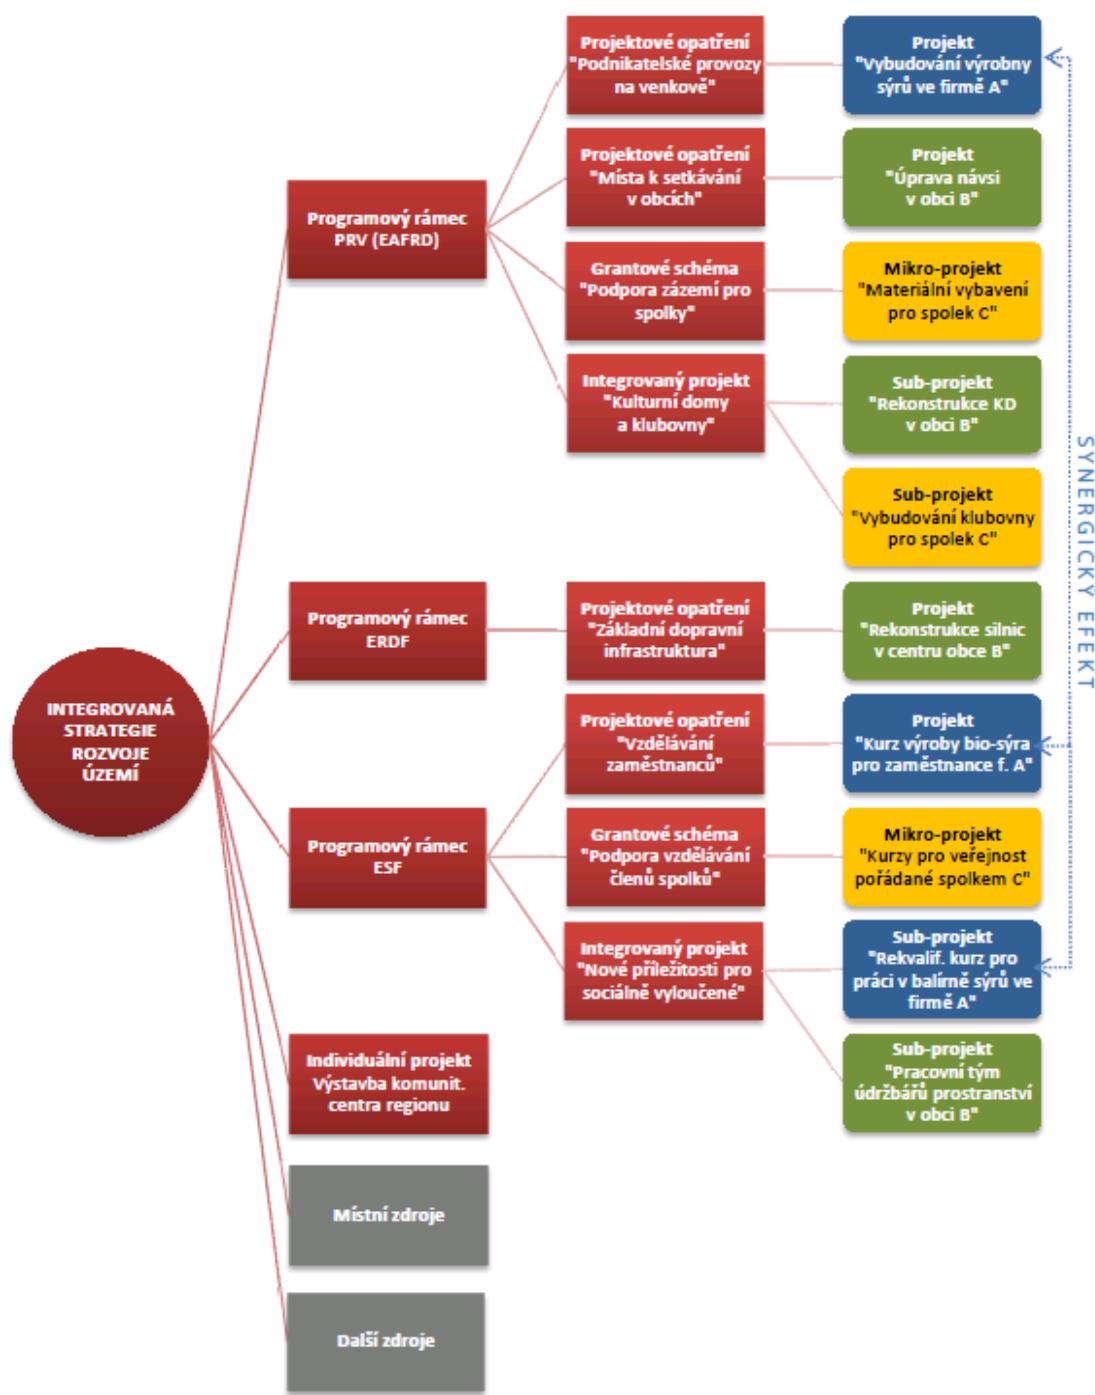 Projektové opatření
"Podnikatelské provozy
na venkově"
Projekt
"Vybudování výrobny
sýrů ve firmě A"
Projektové opatření
"Místa k setkávání
v obcích"
Projekt
"Úprava návsi
v obci B"
Programový rámec
PRV (EAFRD)
Grantové schéma
"Podpora zázemí pro
spolky"
Mikro-projekt
"Materiální vybavení
pro spolek C"
Integrovaný projekt
"Kulturní domy
a klubovny"
Sub-projekt
"Rekonstrukce KD
v obci B"
Sub-projekt
"Vybudování klubovny
pro spolek C"
SYNERGICKÝ EFEKT
Programový rámec
ERDF
Projektové opatření
"Základní dopravní
infrastruktura"
Projekt
"Rekonstrukce silnic
v centru obce B"
INTEGROVANÁ
STRATEGIE
ROZVOJE
ÚZEMÍ
Projektové opatření
"Vzdělávání
zaměstnanců"
Projekt
"Kurz výroby bio-sýra
pro zaměstnance f. A"
Programový rámec
ESF
Grantové schéma
"Podpora vzdělávání
členů spolků"
Mikro-projekt
"Kurzy pro veřejnost
pořádané spolkem C"
Integrovaný projekt
"Nové příležitosti pro
sociálně vyloučené"
Sub-projekt
"Rekvalif. kurz pro
práci v balírně sýrů ve
firmě A"
Sub-projekt
"Pracovní tým
údržbářů prostranství
v obci B"
Individuální projekt
Výstavba komunit.
centra regionu
Místní zdroje
Další zdroje